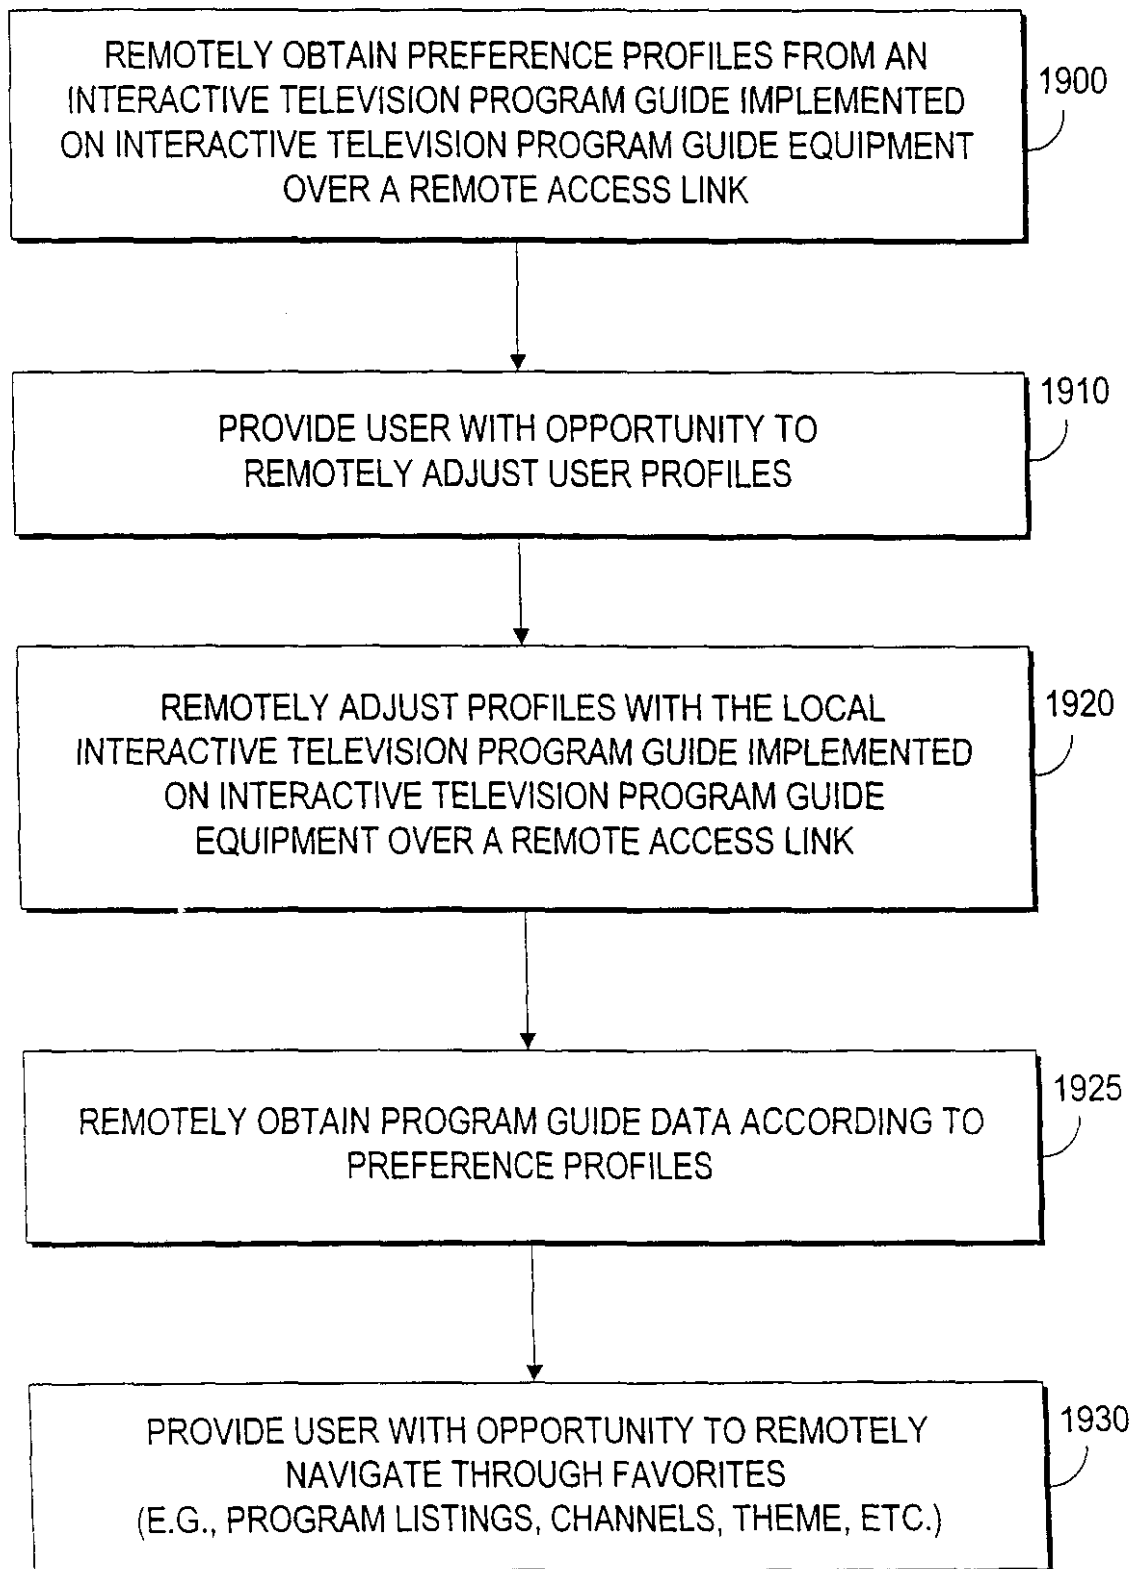 REMOTELY OBTAIN PREFERENCE PROFILES FROM AN
INTERACTIVE TELEVISION PROGRAM GUIDE IMPLEMENTED
ON INTERACTIVE TELEVISION PROGRAM GUIDE EQUIPMENT
OVER A REMOTE ACCESS LINK
1900
PROVIDE USER WITH OPPORTUNITY TO
REMOTELY ADJUST USER PROFILES
1910
REMOTELY ADJUST PROFILES WITH THE LOCAL
INTERACTIVE TELEVISION PROGRAM GUIDE IMPLEMENTED
ON INTERACTIVE TELEVISION PROGRAM GUIDE
EQUIPMENT OVER A REMOTE ACCESS LINK
1920
REMOTELY OBTAIN PROGRAM GUIDE DATA ACCORDING TO
PREFERENCE PROFILES
1925
PROVIDE USER WITH OPPORTUNITY TO REMOTELY
NAVIGATE THROUGH FAVORITES
(E.G., PROGRAM LISTINGS, CHANNELS, THEME, ETC.)
1930